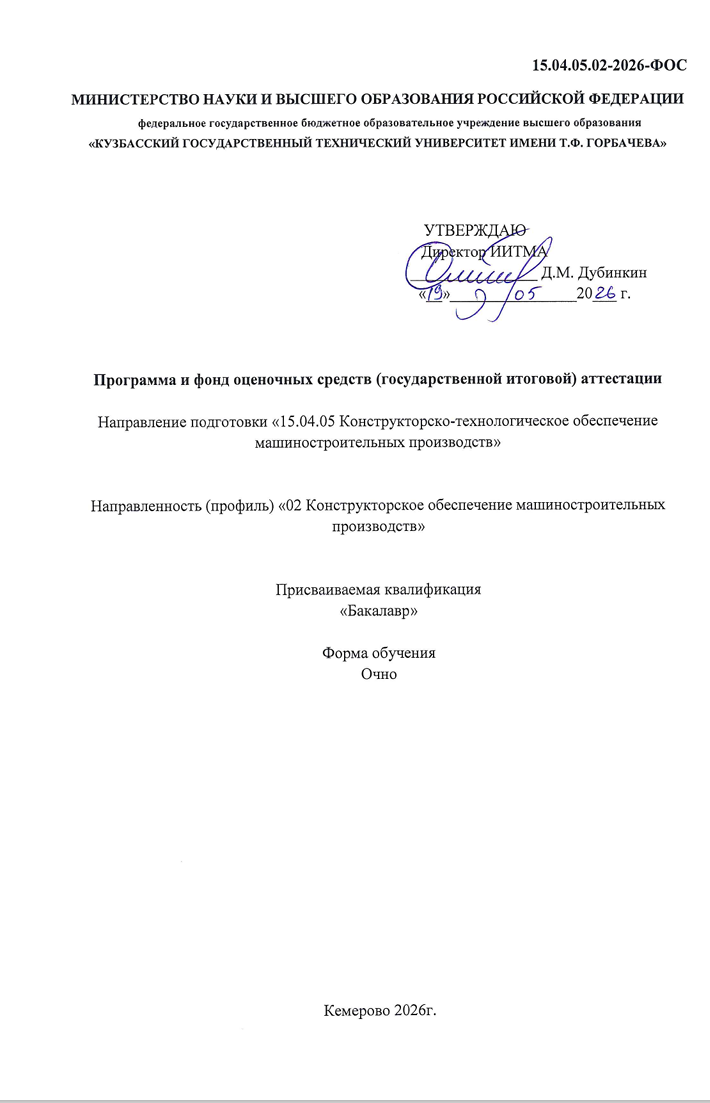 15.04.05.02-2026-ФОС
МИНИСТЕРСТВО НАУКИ И ВЫСШЕГО ОБРАЗОВАНИЯ РОССИЙСКОЙ ФЕДЕРАЦИИ
федеральное государственное бюджетное образовательное учреждение высшего образования
«КУЗБАССКИЙ ГОСУДАРСТВЕННЫЙ ТЕХНИЧЕСКИЙ УНИВЕРСИТЕТ ИМЕНИ Т.Ф. ГОРБАЧЕВА»
УТВЕРЖДАЮ
Директор ИИТМА
Д.М. Дубинкин
«19» 05 2026 г.
Программа и фонд оценочных средств (государственной итоговой) аттестации
Направление подготовки «15.04.05 Конструкторско-технологическое обеспечение
машиностроительных производств»
Направленность (профиль) «02 Конструкторское обеспечение машиностроительных
производств»
Присваиваемая квалификация
«Бакалавр»
Форма обучения
Очно
Кемерово 2026г.